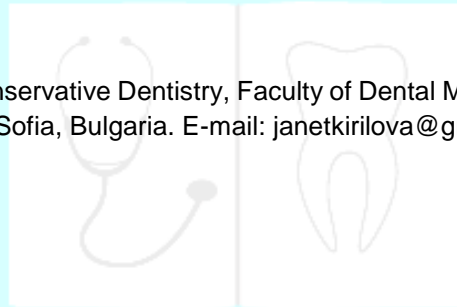 nservative Dentistry, Faculty of Dental M
Sofia, Bulgaria. E-mail: janetkirilova@g